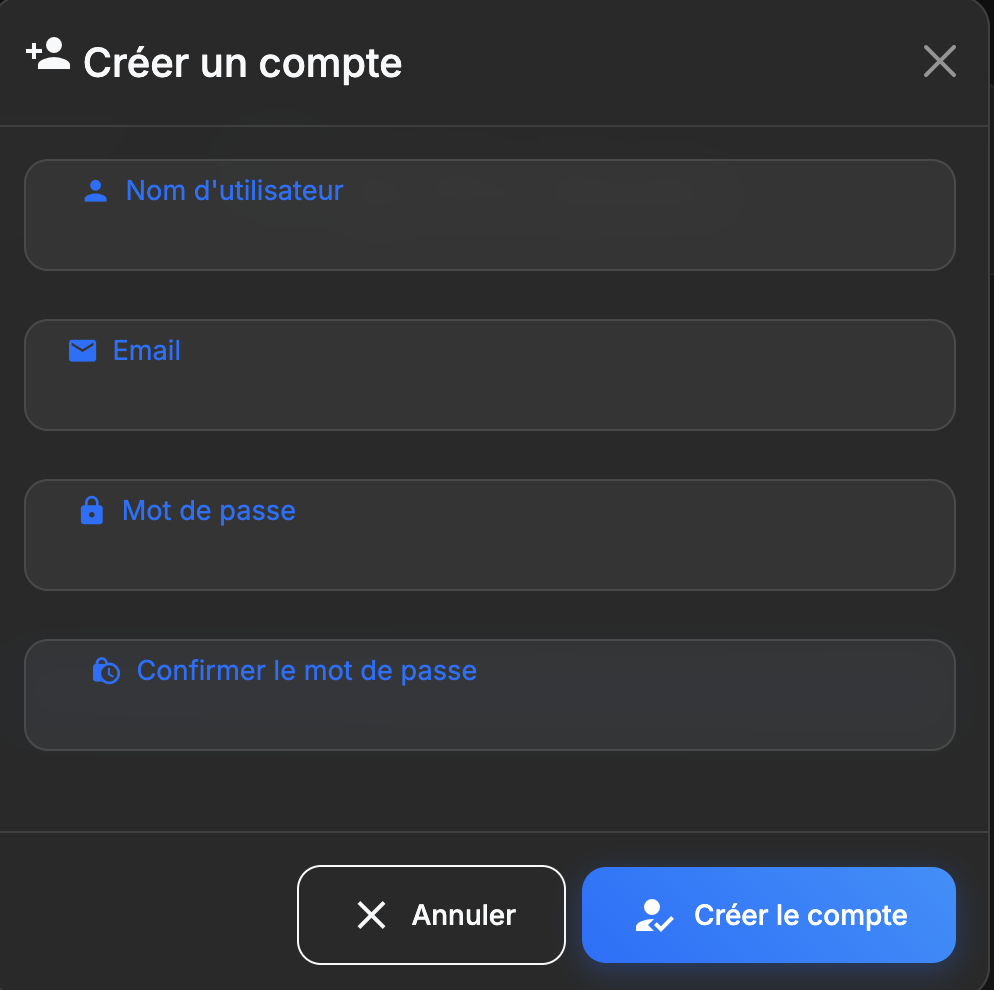 Créer un compte
Nom d'utilisateur
Email
Mot de passe
Confirmer le mot de passe
Annuler
Créer le compte